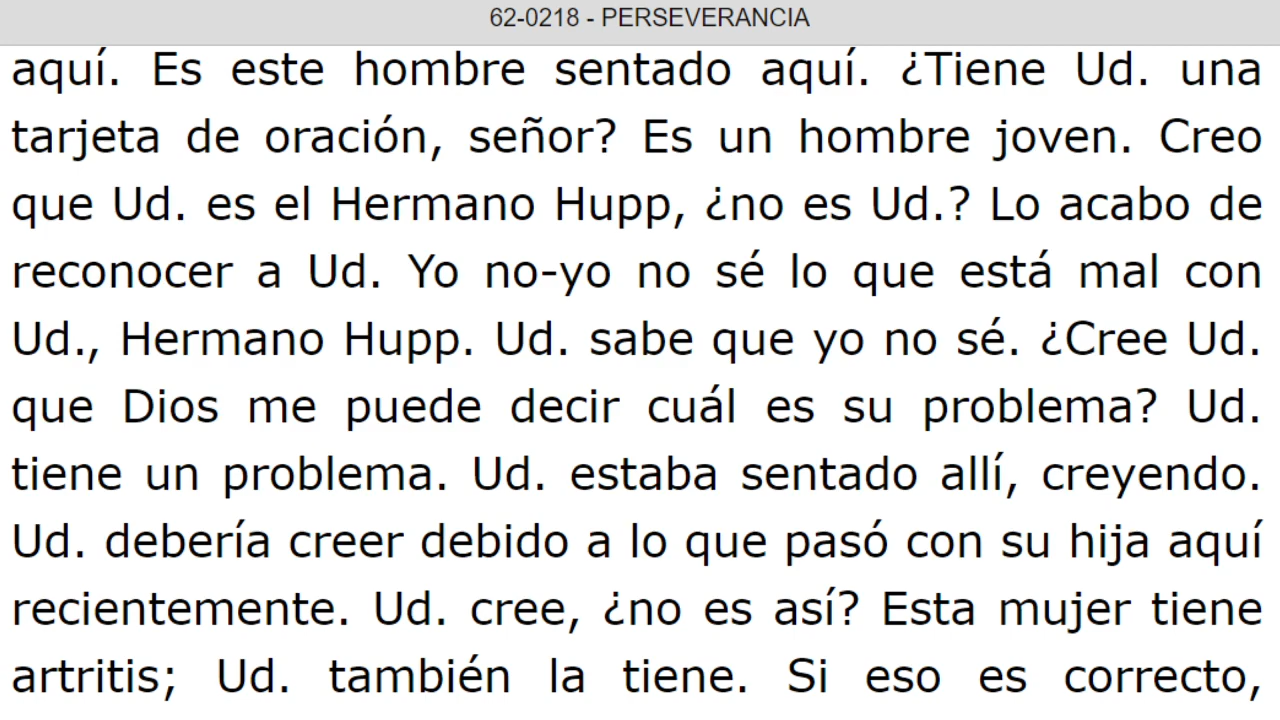 62-0218 - PERSEVERANCIA
aquí. Es este hombre sentado aquí. ¿Tiene Ud. una
tarjeta de oración, señor? Es un hombre joven. Creo
que Ud. es el Hermano Hupp, ¿no es Ud.? Lo acabo de
reconocer a Ud. Yo no-yo no sé lo que está mal con
Ud., Hermano Hupp. Ud. sabe que yo no sé. ¿Cree Ud.
que Dios me puede decir cuál es su problema? Ud.
tiene un problema. Ud. estaba sentado allí, creyendo.
Ud. debería creer debido a lo que pasó con su hija aquí
recientemente. Ud. cree, ¿no es así? Esta mujer tiene
artritis; Ud. también la tiene. Si eso es correcto,